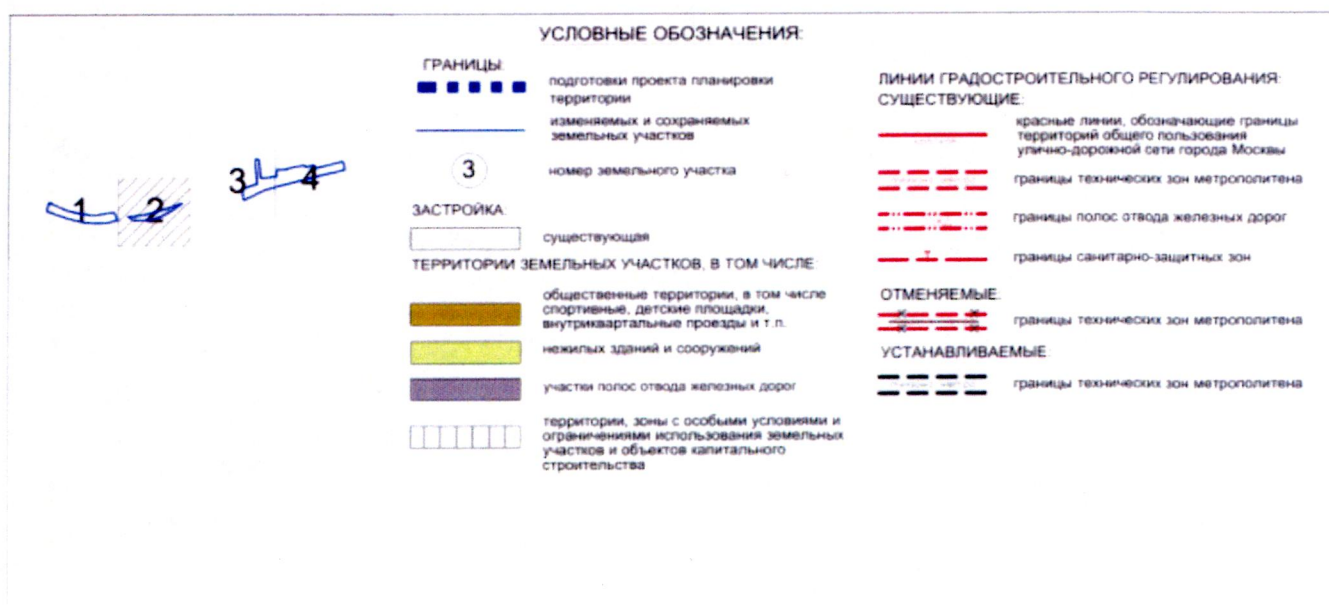 УСЛОВНЫЕ ОБОЗНАЧЕНИЯ:
1
2
3
4
ГРАНИЦЫ:
подготовки проекта планировки
территории
изменяемых и сохраняемых
земельных участков
3
номер земельного участка
ЗАСТРОЙКА:
существующая
ТЕРРИТОРИИ ЗЕМЕЛЬНЫХ УЧАСТКОВ, В ТОМ ЧИСЛЕ:
общественные территории, в том числе
спортивные, детские площадки,
внутриквартальные проезды и т.п.
нежилых зданий и сооружений
участки полос отвода железных дорог
территории, зоны с особыми условиями и
ограничениями использования земельных
участков и объектов капитального
строительства
ЛИНИИ ГРАДОСТРОИТЕЛЬНОГО РЕГУЛИРОВАНИЯ:
СУЩЕСТВУЮЩИЕ:
красные линии, обозначающие границы
территорий общего пользования
улично-дорожной сети города Москвы
границы технических зон метрополитена
границы полос отвода железных дорог
границы санитарно-защитных зон
ОТМЕНЯЕМЫЕ:
границы технических зон метрополитена
УСТАНАВЛИВАЕМЫЕ:
границы технических зон метрополитена